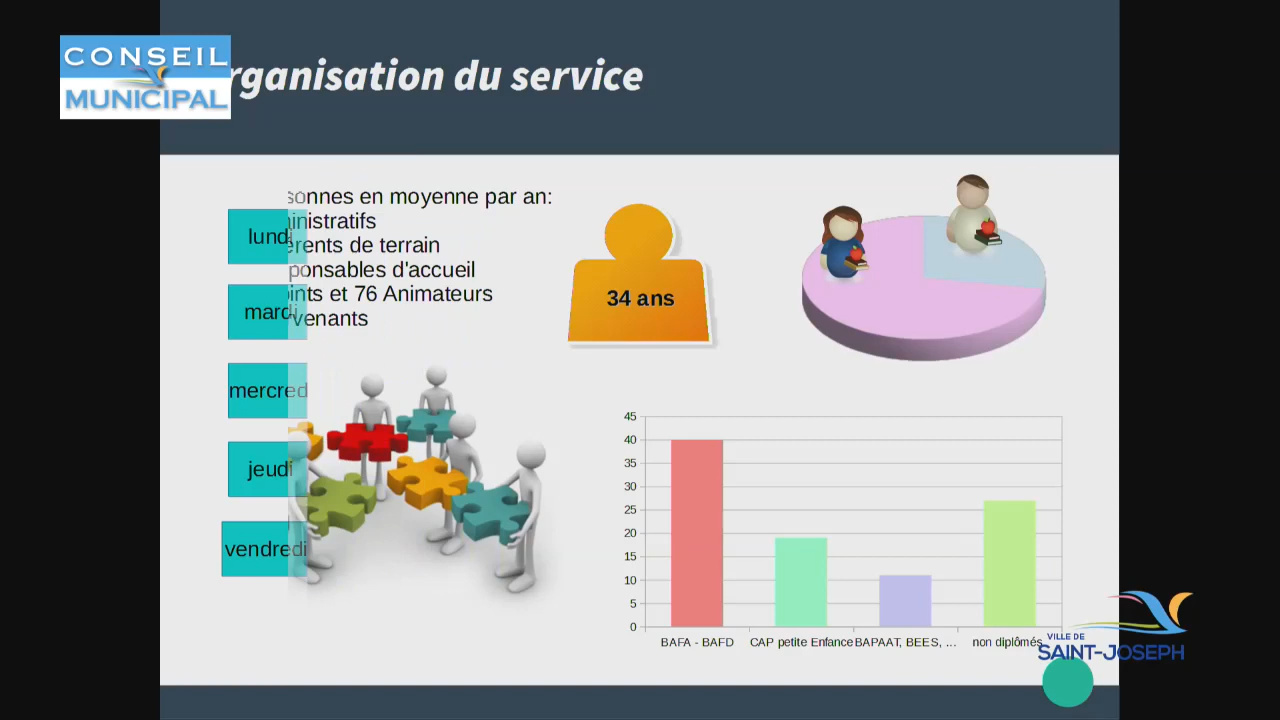 CONSEIL
MUNICIPAL
rganisation du service
sonnes en moyenne par an:
ministratifs
érents de terrain
ponsables d'accueil
ints et 76 Animateurs
venants
lundi
mardi
mercredi
jeudi
vendredi
34 ans
45
40
35
30
25
20
15
10
5
0
BAFA - BAFD
CAP petite Enfance
BAPAAT, BEES, ...
non diplômés
VILLE DE
SAINT-JOSEPH